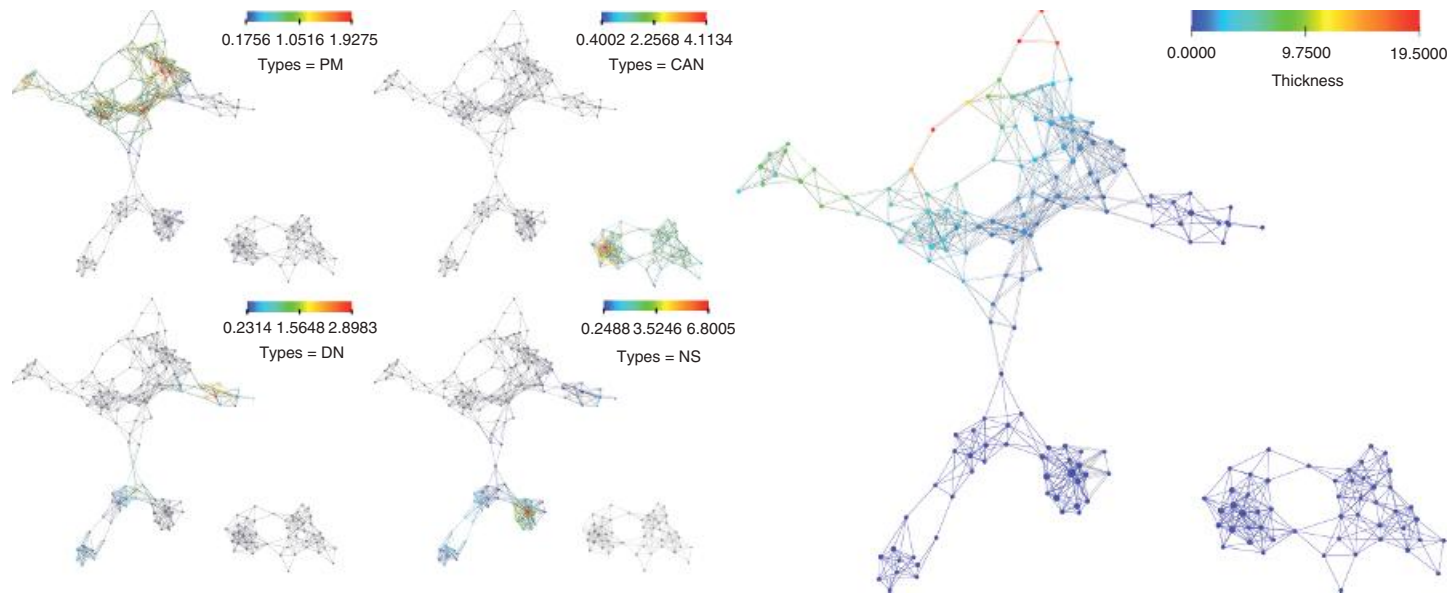 0.1756 1.0516 1.9275
Types = PM
0.4002 2.2568 4.1134
Types = CAN
0.0000 9.7500 19.5000
Thickness
0.2314 1.5648 2.8983
Types = DN
0.2488 3.5246 6.8005
Types = NS